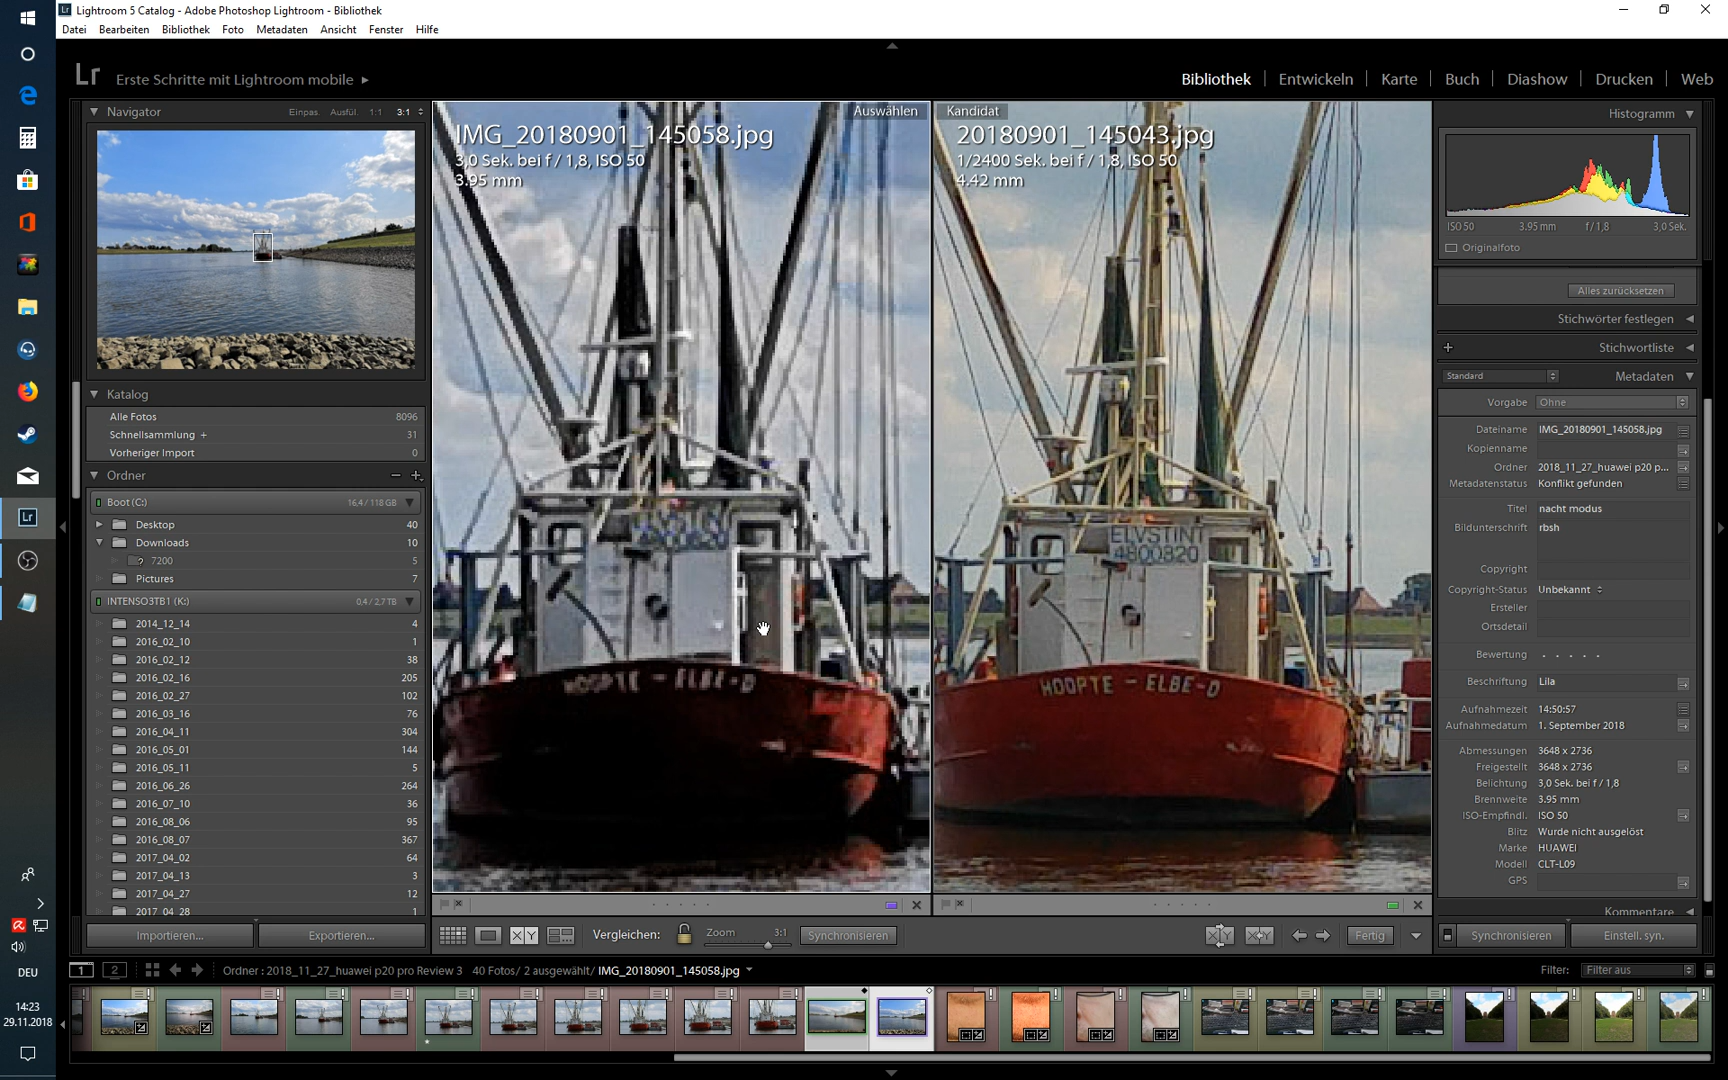 Lightroom 5 Catalog - Adobe Photoshop Lightroom - Bibliothek
Datei Bearbeiten Bibliothek Foto Metadaten Ansicht Fenster Hilfe
Lr Erste Schritte mit Lightroom mobile
Bibliothek Entwickeln Karte Buch Diashow Drucken Web
Navigator Einpas. Ausfül. 1:1 3:1
Katalog
Alle Fotos 8096
Schnellsammlung + 31
Vorheriger Import 0
Ordner
Boot (C:) 16,4 / 118 GB
Desktop 40
Downloads 10
? 7200 5
Pictures 7
INTENSO3TB1 (K:) 0,4 / 2,7 TB
2014_12_14 4
2016_02_10 1
2016_02_12 38
2016_02_16 205
2016_02_27 102
2016_03_16 76
2016_04_11 304
2016_05_01 144
2016_05_11 5
2016_06_26 264
2016_07_10 36
2016_08_06 95
2016_08_07 367
2017_04_02 64
2017_04_13 3
2017_04_27 12
2017_04_28 1
Importieren... Exportieren...
Auswählen
IMG_20180901_145058.jpg
3,0 Sek. bei f / 1,8, ISO 50
3.95 mm
HOOPTE - ELBE-D
Kandidat
20180901_145043.jpg
1/2400 Sek. bei f / 1,8, ISO 50
4.42 mm
ELVSTINT
4800820
HOOPTE - ELBE-D
XY Vergleichen: Zoom 3:1 Synchronisieren
Fertig
Histogramm
ISO 50 3.95 mm f / 1,8 3,0 Sek.
Originalfoto
Alles zurücksetzen
Stichwörter festlegen
+ Stichwortliste
Standard Metadaten
Vorgabe Ohne
Dateiname IMG_20180901_145058.jpg
Kopienname
Ordner 2018_11_27_huawei p20 p...
Metadatenstatus Konflikt gefunden
Titel nacht modus
Bildunterschrift rbsh
Copyright
Copyright-Status Unbekannt
Ersteller
Ortsdetail
Bewertung
Beschriftung Lila
Aufnahmezeit 14:50:57
Aufnahmedatum 1. September 2018
Abmessungen 3648 x 2736
Freigestellt 3648 x 2736
Belichtung 3,0 Sek. bei f / 1,8
Brennweite 3.95 mm
ISO-Empfindl. ISO 50
Blitz Wurde nicht ausgelöst
Marke HUAWEI
Modell CLT-L09
GPS
Kommentare
Synchronisieren Einstell. syn.
1 2 Ordner : 2018_11_27_huawei p20 pro Review 3 40 Fotos/ 2 ausgewählt/ IMG_20180901_145058.jpg
Filter: Filter aus
Lr
DEU
14:23
29.11.2018